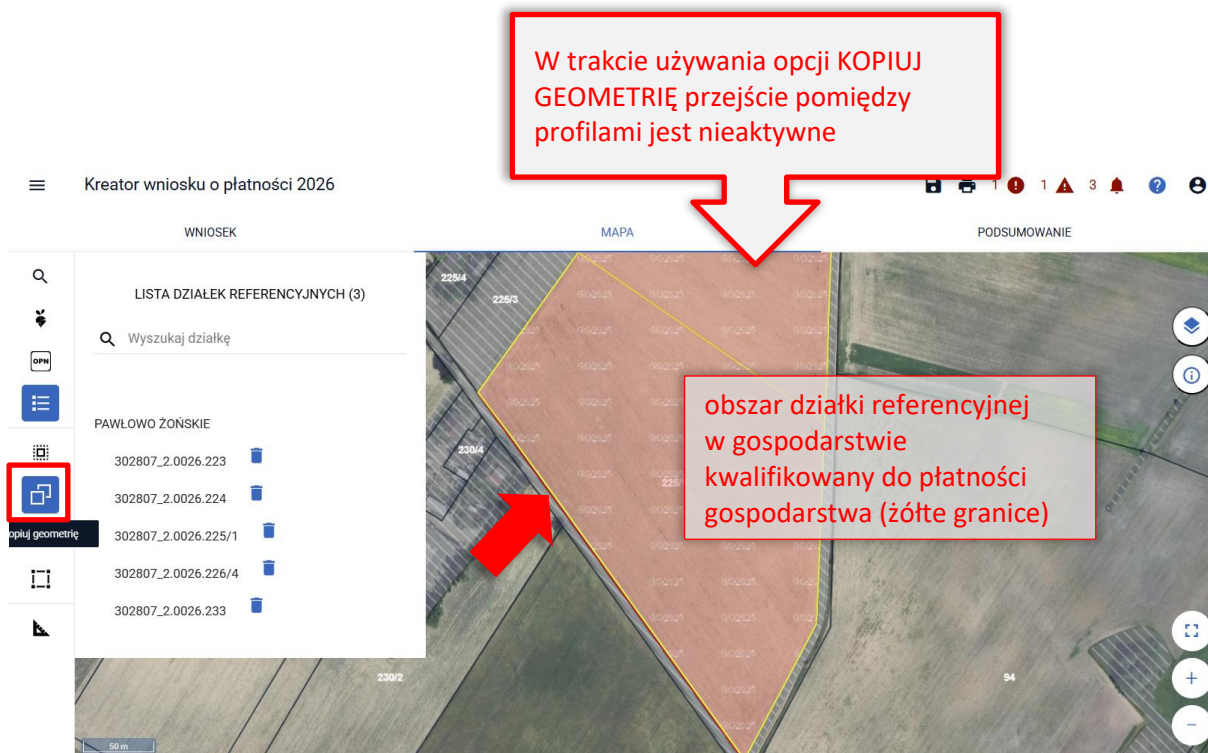 W trakcie używania opcji KOPIUJ
GEOMETRIĘ przejście pomiędzy
profilami jest nieaktywne
Kreator wniosku o płatności 2026
1 1 3
WNIOSEK
MAPA
PODSUMOWANIE
LISTA DZIAŁEK REFERENCYJNYCH (3)
Wyszukaj działkę
OPN
PAWŁOWO ŻOŃSKIE
302807_2.0026.223
302807_2.0026.224
302807_2.0026.225/1
302807_2.0026.226/4
302807_2.0026.233
opiuj geometrię
225/4
225/3
230/4
230/2
94
50 m
obszar działki referencyjnej
w gospodarstwie
kwalifikowany do płatności
gospodarstwa (żółte granice)